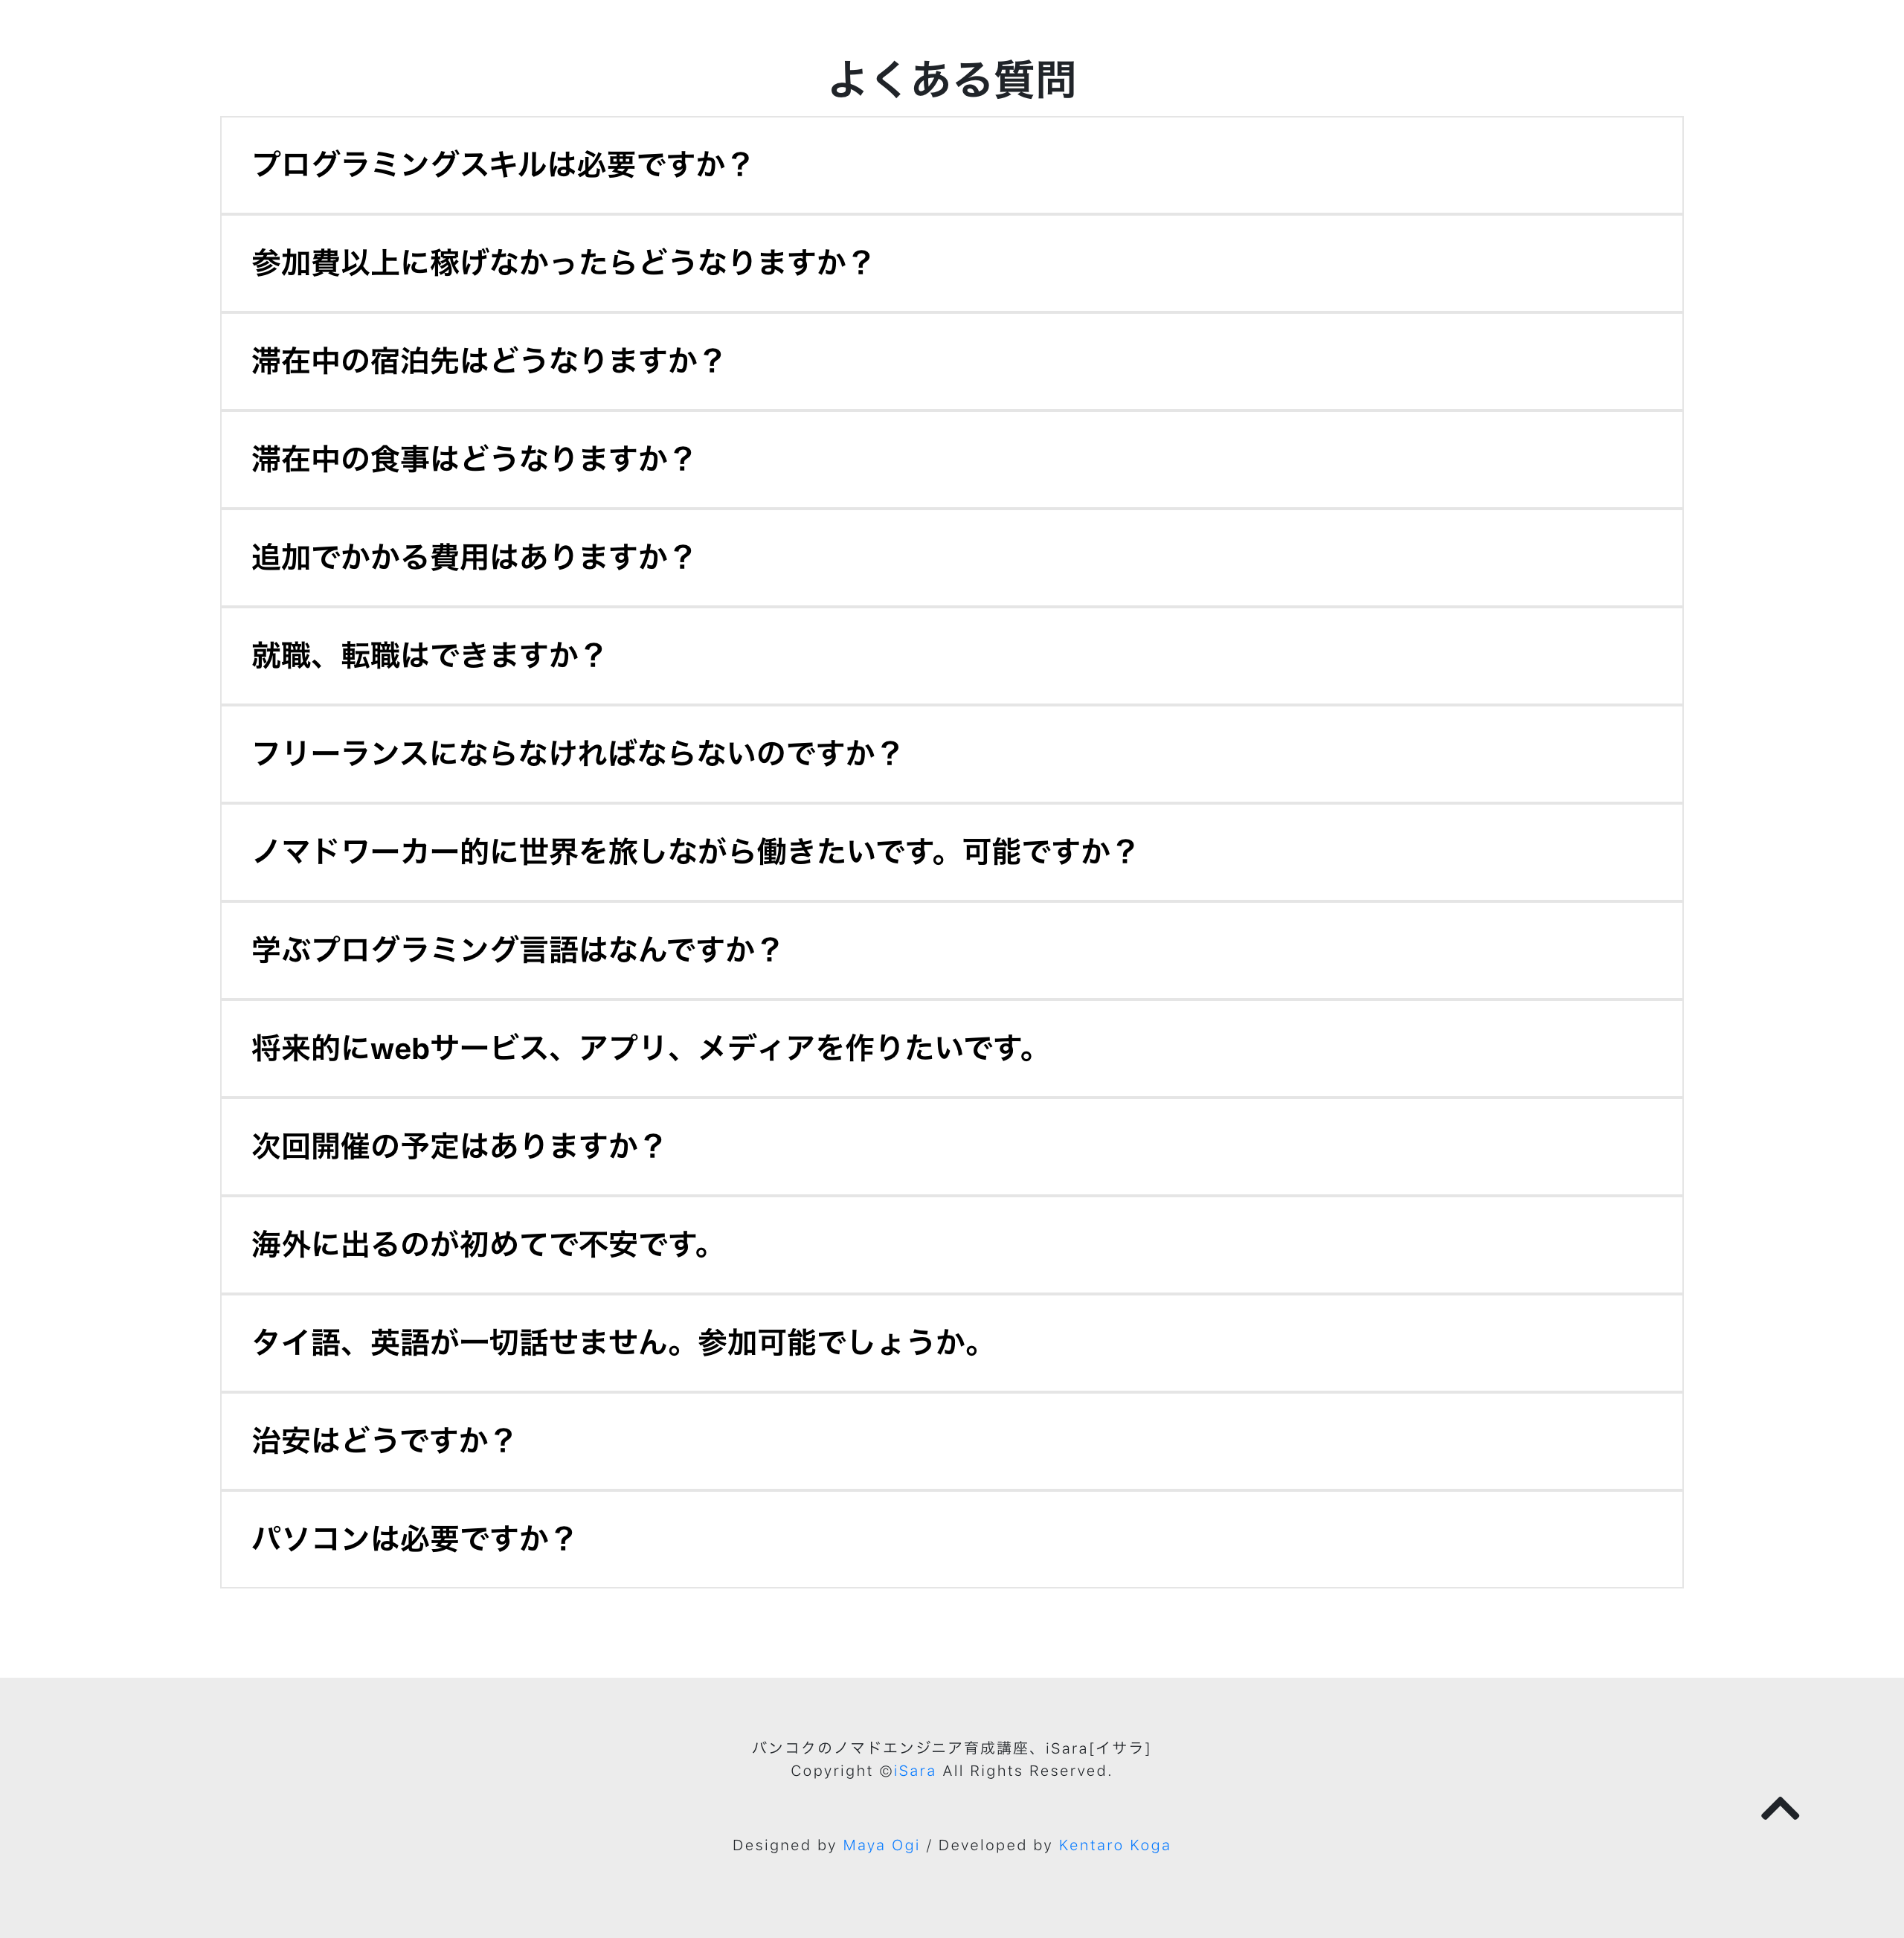 よくある質問
プログラミングスキルは必要ですか？
参加費以上に稼げなかったらどうなりますか？
滞在中の宿泊先はどうなりますか？
滞在中の食事はどうなりますか？
追加でかかる費用はありますか？
就職、転職はできますか？
フリーランスにならなければならないのですか？
ノマドワーカー的に世界を旅しながら働きたいです。可能ですか？
学ぶプログラミング言語はなんですか？
将来的にwebサービス、アプリ、メディアを作りたいです。
次回開催の予定はありますか？
海外に出るのが初めてで不安です。
タイ語、英語が一切話せません。参加可能でしょうか。
治安はどうですか？
パソコンは必要ですか？
バンコクのノマドエンジニア育成講座、iSara[イサラ]
Copyright ©iSara All Rights Reserved.
Designed by Maya Ogi / Developed by Kentaro Koga